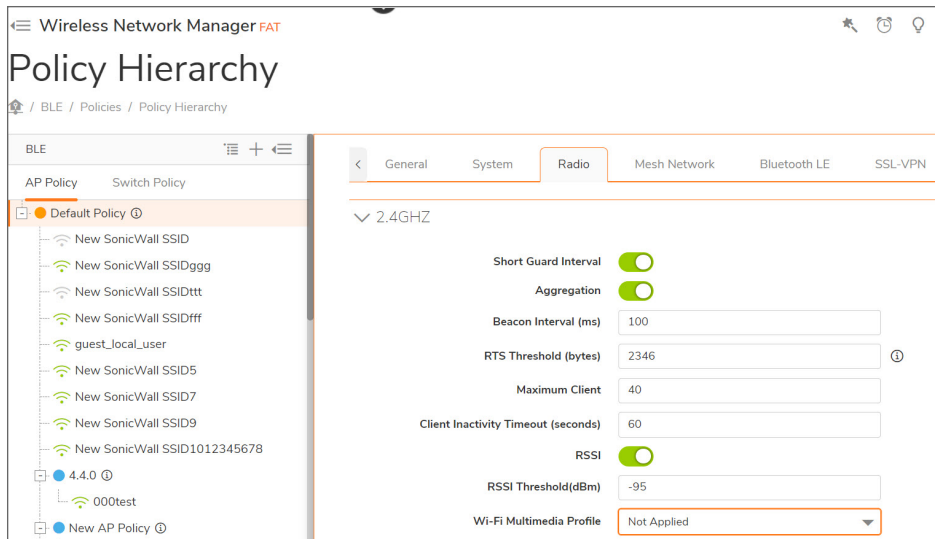 Wireless Network Manager FAT
Policy Hierarchy
/ BLE / Policies / Policy Hierarchy
BLE
AP Policy Switch Policy
Default Policy
New SonicWall SSID
New SonicWall SSIDggg
New SonicWall SSIDttt
New SonicWall SSIDfff
guest_local_user
New SonicWall SSID5
New SonicWall SSID7
New SonicWall SSID9
New SonicWall SSID1012345678
4.4.0
000test
New AP Policy
General System Radio Mesh Network Bluetooth LE SSL-VPN
2.4GHZ
Short Guard Interval
Aggregation
Beacon Interval (ms) 100
RTS Threshold (bytes) 2346
Maximum Client 40
Client Inactivity Timeout (seconds) 60
RSSI
RSSI Threshold(dBm) -95
Wi-Fi Multimedia Profile Not Applied